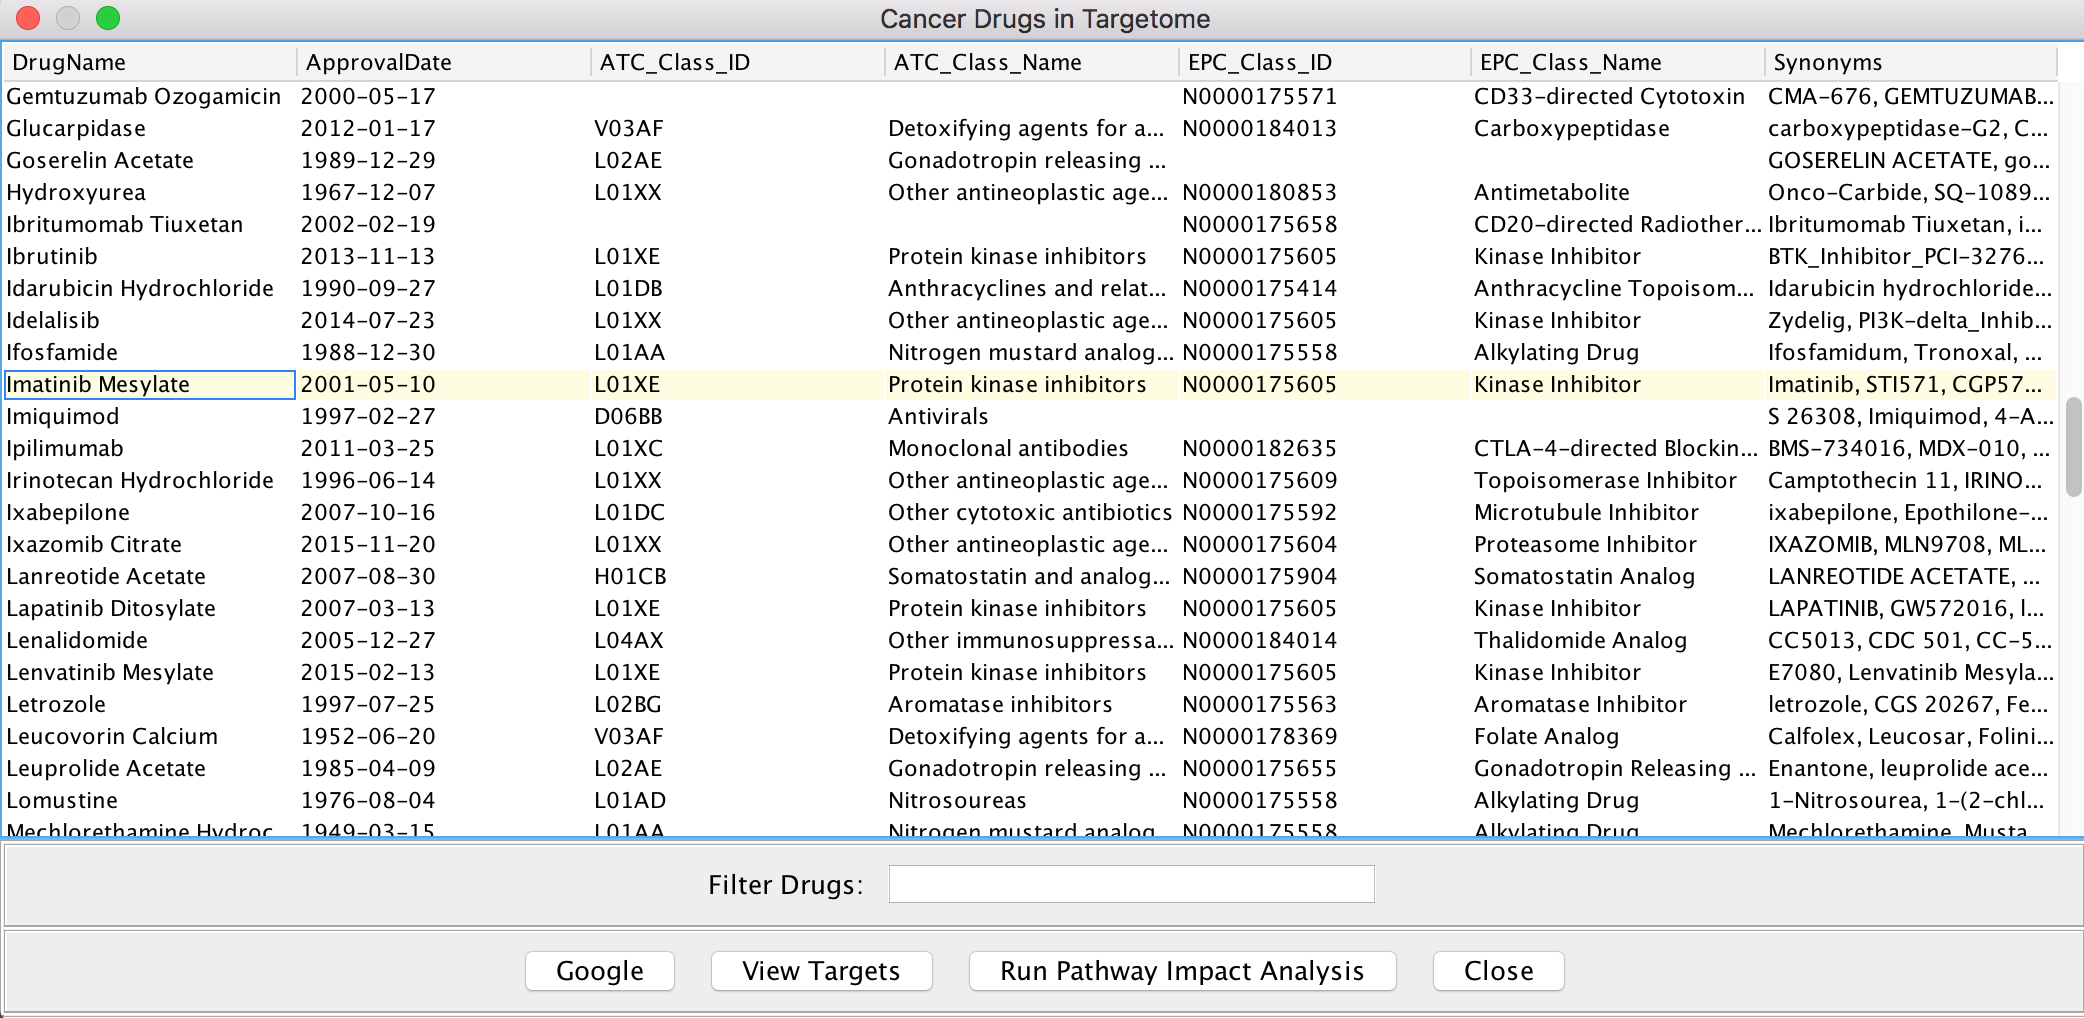 Cancer Drugs in Targetome
DrugName ApprovalDate ATC_Class_ID ATC_Class_Name EPC_Class_ID EPC_Class_Name Synonyms
Gemtuzumab Ozogamicin 2000-05-17 N0000175571 CD33-directed Cytotoxin CMA-676, GEMTUZUMAB...
Glucarpidase 2012-01-17 V03AF Detoxifying agents for a... N0000184013 Carboxypeptidase carboxypeptidase-G2, C...
Goserelin Acetate 1989-12-29 L02AE Gonadotropin releasing ... GOSERELIN ACETATE, go...
Hydroxyurea 1967-12-07 L01XX Other antineoplastic age... N0000180853 Antimetabolite Onco-Carbide, SQ-1089...
Ibritumomab Tiuxetan 2002-02-19 N0000175658 CD20-directed Radiother... Ibritumomab Tiuxetan, i...
Ibrutinib 2013-11-13 L01XE Protein kinase inhibitors N0000175605 Kinase Inhibitor BTK_Inhibitor_PCI-3276...
Idarubicin Hydrochloride 1990-09-27 L01DB Anthracyclines and relat... N0000175414 Anthracycline Topoisom... Idarubicin hydrochloride...
Idelalisib 2014-07-23 L01XX Other antineoplastic age... N0000175605 Kinase Inhibitor Zydelig, PI3K-delta_Inhib...
Ifosfamide 1988-12-30 L01AA Nitrogen mustard analog... N0000175558 Alkylating Drug Ifosfamidum, Tronoxal, ...
Imatinib Mesylate 2001-05-10 L01XE Protein kinase inhibitors N0000175605 Kinase Inhibitor Imatinib, STI571, CGP57...
Imiquimod 1997-02-27 D06BB Antivirals S 26308, Imiquimod, 4-A...
Ipilimumab 2011-03-25 L01XC Monoclonal antibodies N0000182635 CTLA-4-directed Blockin... BMS-734016, MDX-010, ...
Irinotecan Hydrochloride 1996-06-14 L01XX Other antineoplastic age... N0000175609 Topoisomerase Inhibitor Camptothecin 11, IRINO...
Ixabepilone 2007-10-16 L01DC Other cytotoxic antibiotics N0000175592 Microtubule Inhibitor ixabepilone, Epothilone-...
Ixazomib Citrate 2015-11-20 L01XX Other antineoplastic age... N0000175604 Proteasome Inhibitor IXAZOMIB, MLN9708, ML...
Lanreotide Acetate 2007-08-30 H01CB Somatostatin and analog... N0000175904 Somatostatin Analog LANREOTIDE ACETATE, ...
Lapatinib Ditosylate 2007-03-13 L01XE Protein kinase inhibitors N0000175605 Kinase Inhibitor LAPATINIB, GW572016, l...
Lenalidomide 2005-12-27 L04AX Other immunosuppressa... N0000184014 Thalidomide Analog CC5013, CDC 501, CC-5...
Lenvatinib Mesylate 2015-02-13 L01XE Protein kinase inhibitors N0000175605 Kinase Inhibitor E7080, Lenvatinib Mesyla...
Letrozole 1997-07-25 L02BG Aromatase inhibitors N0000175563 Aromatase Inhibitor letrozole, CGS 20267, Fe...
Leucovorin Calcium 1952-06-20 V03AF Detoxifying agents for a... N0000178369 Folate Analog Calfolex, Leucosar, Folini...
Leuprolide Acetate 1985-04-09 L02AE Gonadotropin releasing ... N0000175655 Gonadotropin Releasing ... Enantone, leuprolide ace...
Lomustine 1976-08-04 L01AD Nitrosoureas N0000175558 Alkylating Drug 1-Nitrosourea, 1-(2-chl...
Mechlorethamine Hydroc 1949-03-15 L01AA Nitrogen mustard analog N0000175558 Alkylating Drug Mechlorethamine, Musta
Filter Drugs:
Google View Targets Run Pathway Impact Analysis Close